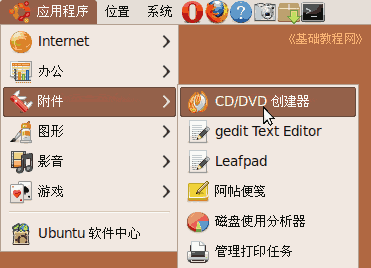 应用程序 位置 系统
《基础教程网》
Internet
办公
附件
图形
影音
游戏
Ubuntu 软件中心
CD/DVD 创建器
gedit Text Editor
Leafpad
阿帖便笺
磁盘使用分析器
管理打印任务